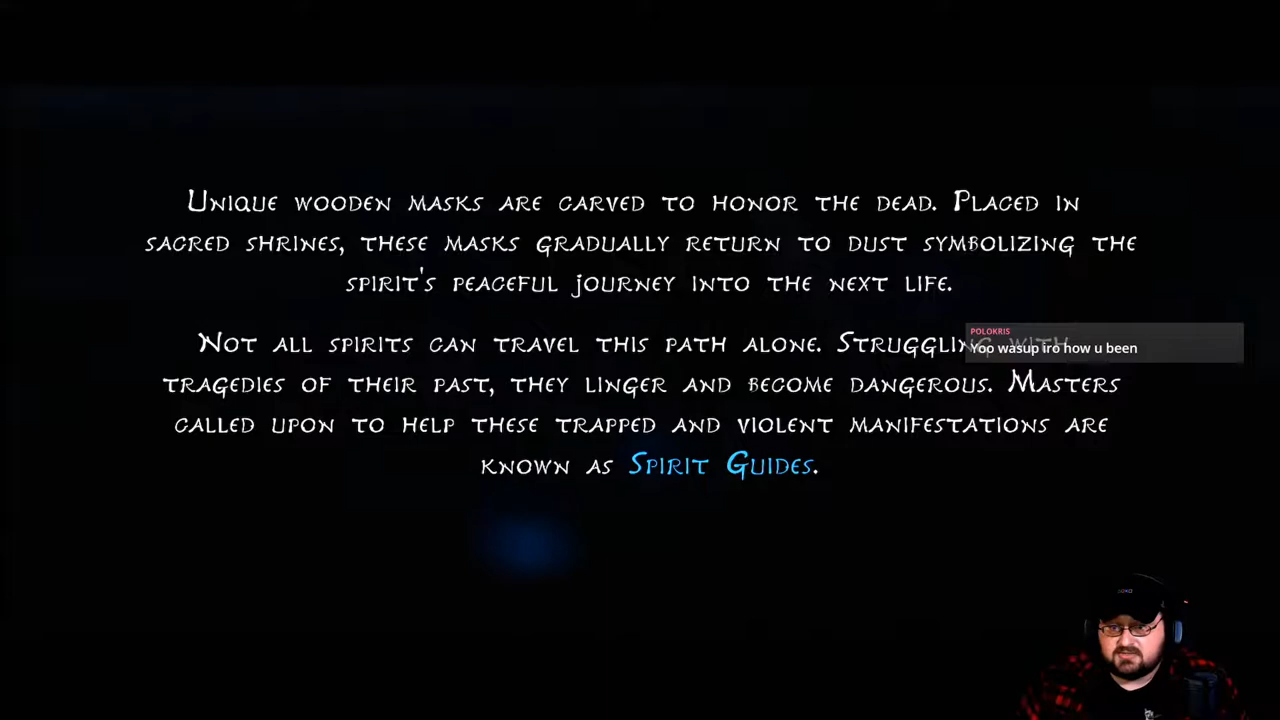 Unique wooden masks are carved to honor the dead. Placed in
sacred shrines, these masks gradually return to dust symbolizing the
spirit's peaceful journey into the next life.
Not all spirits can travel this path alone. Struggling with
tragedies of their past, they linger and become dangerous. Masters
called upon to help these trapped and violent manifestations are
known as Spirit Guides.
POLOKRIS
Yoo wasup iro how u been